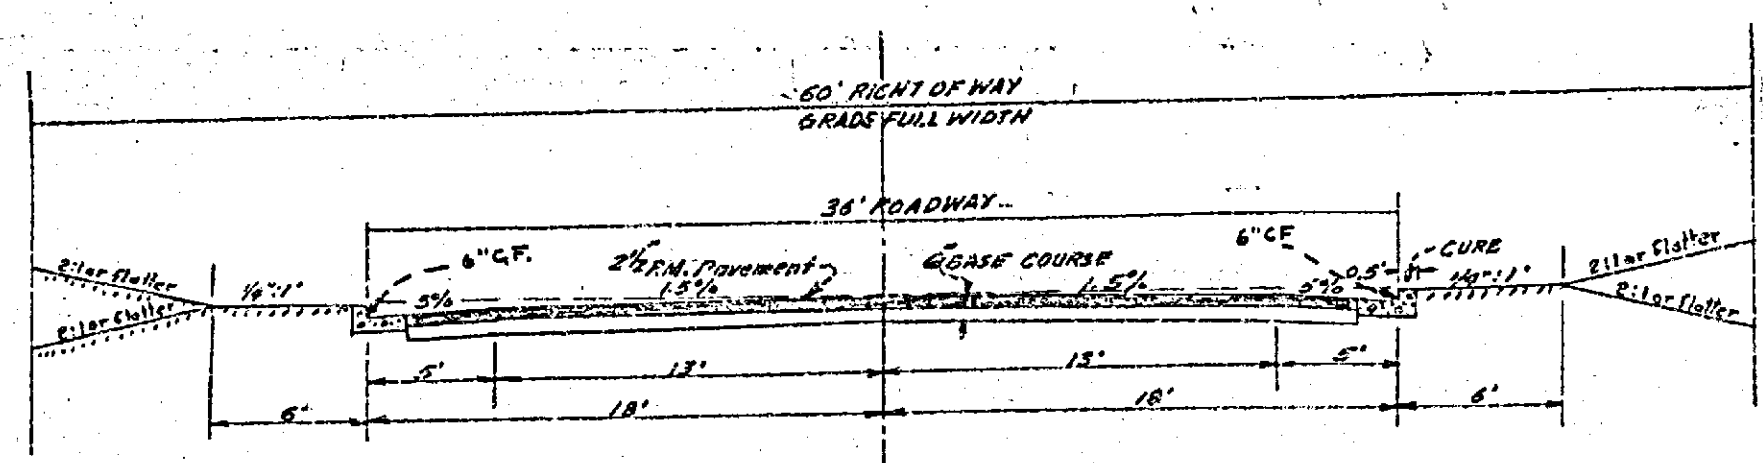 60' RIGHT OF WAY
GRADE FULL WIDTH
36' ROADWAY
6" C.F.
2½" P.M. Pavement
6" BASE COURSE
6" CF
CURB
2:1 or flatter
¼":1'
5%
1.5%
1.5%
5%
0.5'
¼":1'
2:1 or flatter
2:1 or flatter
2:1 or flatter
5'
13'
13'
5'
6'
18'
18'
6'